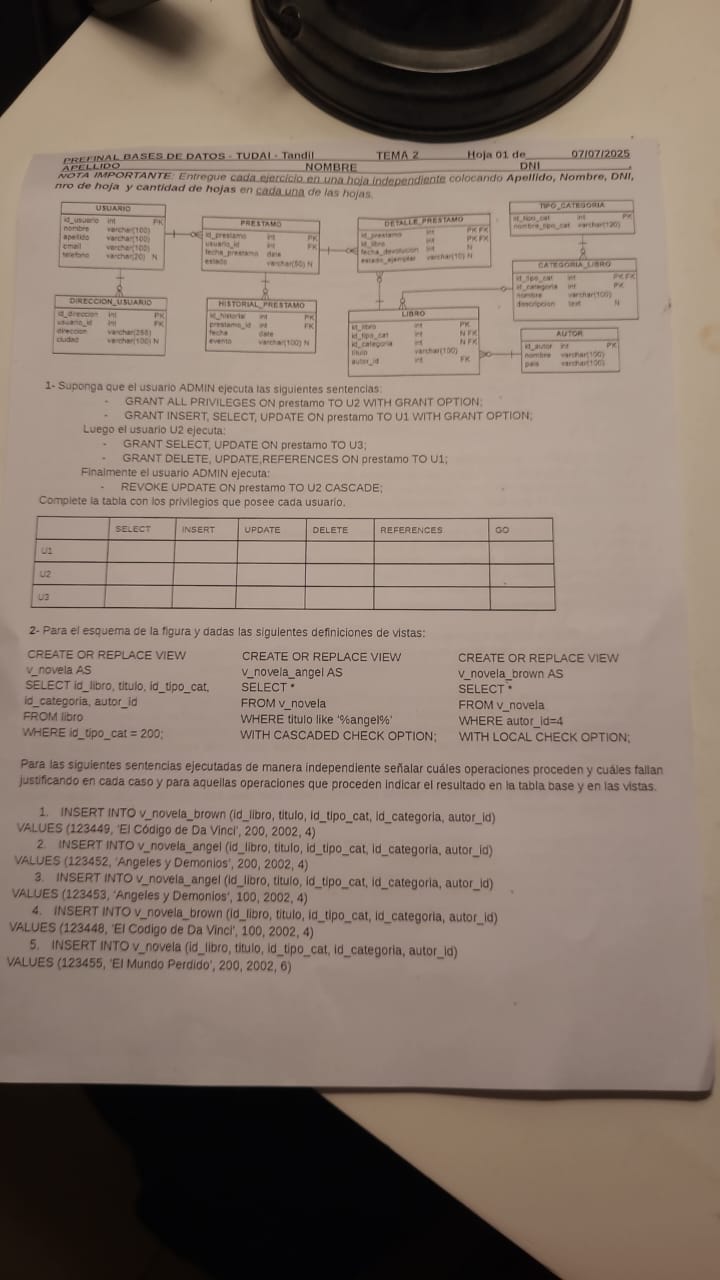 PREFINAL BASES DE DATOS - TUDAI - Tandil TEMA 2 Hoja 01 de 07/07/2025
APELLIDO NOMBRE DNI
NOTA IMPORTANTE: Entregue cada ejercicio en una hoja independiente colocando Apellido, Nombre, DNI,
nro de hoja y cantidad de hojas en cada una de las hojas.
USUARIO
id_usuario int PK
nombre varchar(100)
apellido varchar(100)
email varchar(100)
telefono varchar(20) N
PRESTAMO
id_prestamo int PK
usuario_id int FK
fecha_prestamo date
estado varchar(50) N
DETALLE_PRESTAMO
id_prestamo int PK FK
id_libro int PK FK
fecha_devolucion int N
estado_ejemplar varchar(10) N
TIPO_CATEGORIA
id_tipo_cat int PK
nombre_tipo_cat varchar(120)
CATEGORIA_LIBRO
id_tipo_cat int PK FK
id_categoria int PK
nombre varchar(100)
descripcion text N
DIRECCION_USUARIO
id_direccion int PK
usuario_id int FK
direccion varchar(255)
ciudad varchar(100) N
HISTORIAL_PRESTAMO
id_historial int PK
prestamo_id int FK
fecha date
evento varchar(100) N
LIBRO
id_libro int PK
id_tipo_cat int N FK
id_categoria int N FK
titulo varchar(100)
autor_id int FK
AUTOR
id_autor int PK
nombre varchar(100)
pais varchar(100)
1- Suponga que el usuario ADMIN ejecuta las siguientes sentencias:
- GRANT ALL PRIVILEGES ON prestamo TO U2 WITH GRANT OPTION;
- GRANT INSERT, SELECT, UPDATE ON prestamo TO U1 WITH GRANT OPTION;
Luego el usuario U2 ejecuta:
- GRANT SELECT, UPDATE ON prestamo TO U3;
- GRANT DELETE, UPDATE,REFERENCES ON prestamo TO U1;
Finalmente el usuario ADMIN ejecuta:
- REVOKE UPDATE ON prestamo TO U2 CASCADE;
Complete la tabla con los privilegios que posee cada usuario.
SELECT INSERT UPDATE DELETE REFERENCES GO
U1
U2
U3
2- Para el esquema de la figura y dadas las siguientes definiciones de vistas:
CREATE OR REPLACE VIEW
v_novela AS
SELECT id_libro, titulo, id_tipo_cat,
id_categoria, autor_id
FROM libro
WHERE id_tipo_cat = 200;
CREATE OR REPLACE VIEW
v_novela_angel AS
SELECT *
FROM v_novela
WHERE titulo like '%angel%'
WITH CASCADED CHECK OPTION;
CREATE OR REPLACE VIEW
v_novela_brown AS
SELECT *
FROM v_novela
WHERE autor_id=4
WITH LOCAL CHECK OPTION;
Para las siguientes sentencias ejecutadas de manera independiente señalar cuáles operaciones proceden y cuáles fallan
justificando en cada caso y para aquellas operaciones que proceden indicar el resultado en la tabla base y en las vistas.
1. INSERT INTO v_novela_brown (id_libro, titulo, id_tipo_cat, id_categoria, autor_id)
VALUES (123449, 'El Código de Da Vinci', 200, 2002, 4)
2. INSERT INTO v_novela_angel (id_libro, titulo, id_tipo_cat, id_categoria, autor_id)
VALUES (123452, 'Angeles y Demonios', 200, 2002, 4)
3. INSERT INTO v_novela_angel (id_libro, titulo, id_tipo_cat, id_categoria, autor_id)
VALUES (123453, 'Angeles y Demonios', 100, 2002, 4)
4. INSERT INTO v_novela_brown (id_libro, titulo, id_tipo_cat, id_categoria, autor_id)
VALUES (123448, 'El Codigo de Da Vinci', 100, 2002, 4)
5. INSERT INTO v_novela (id_libro, titulo, id_tipo_cat, id_categoria, autor_id)
VALUES (123455, 'El Mundo Perdido', 200, 2002, 6)